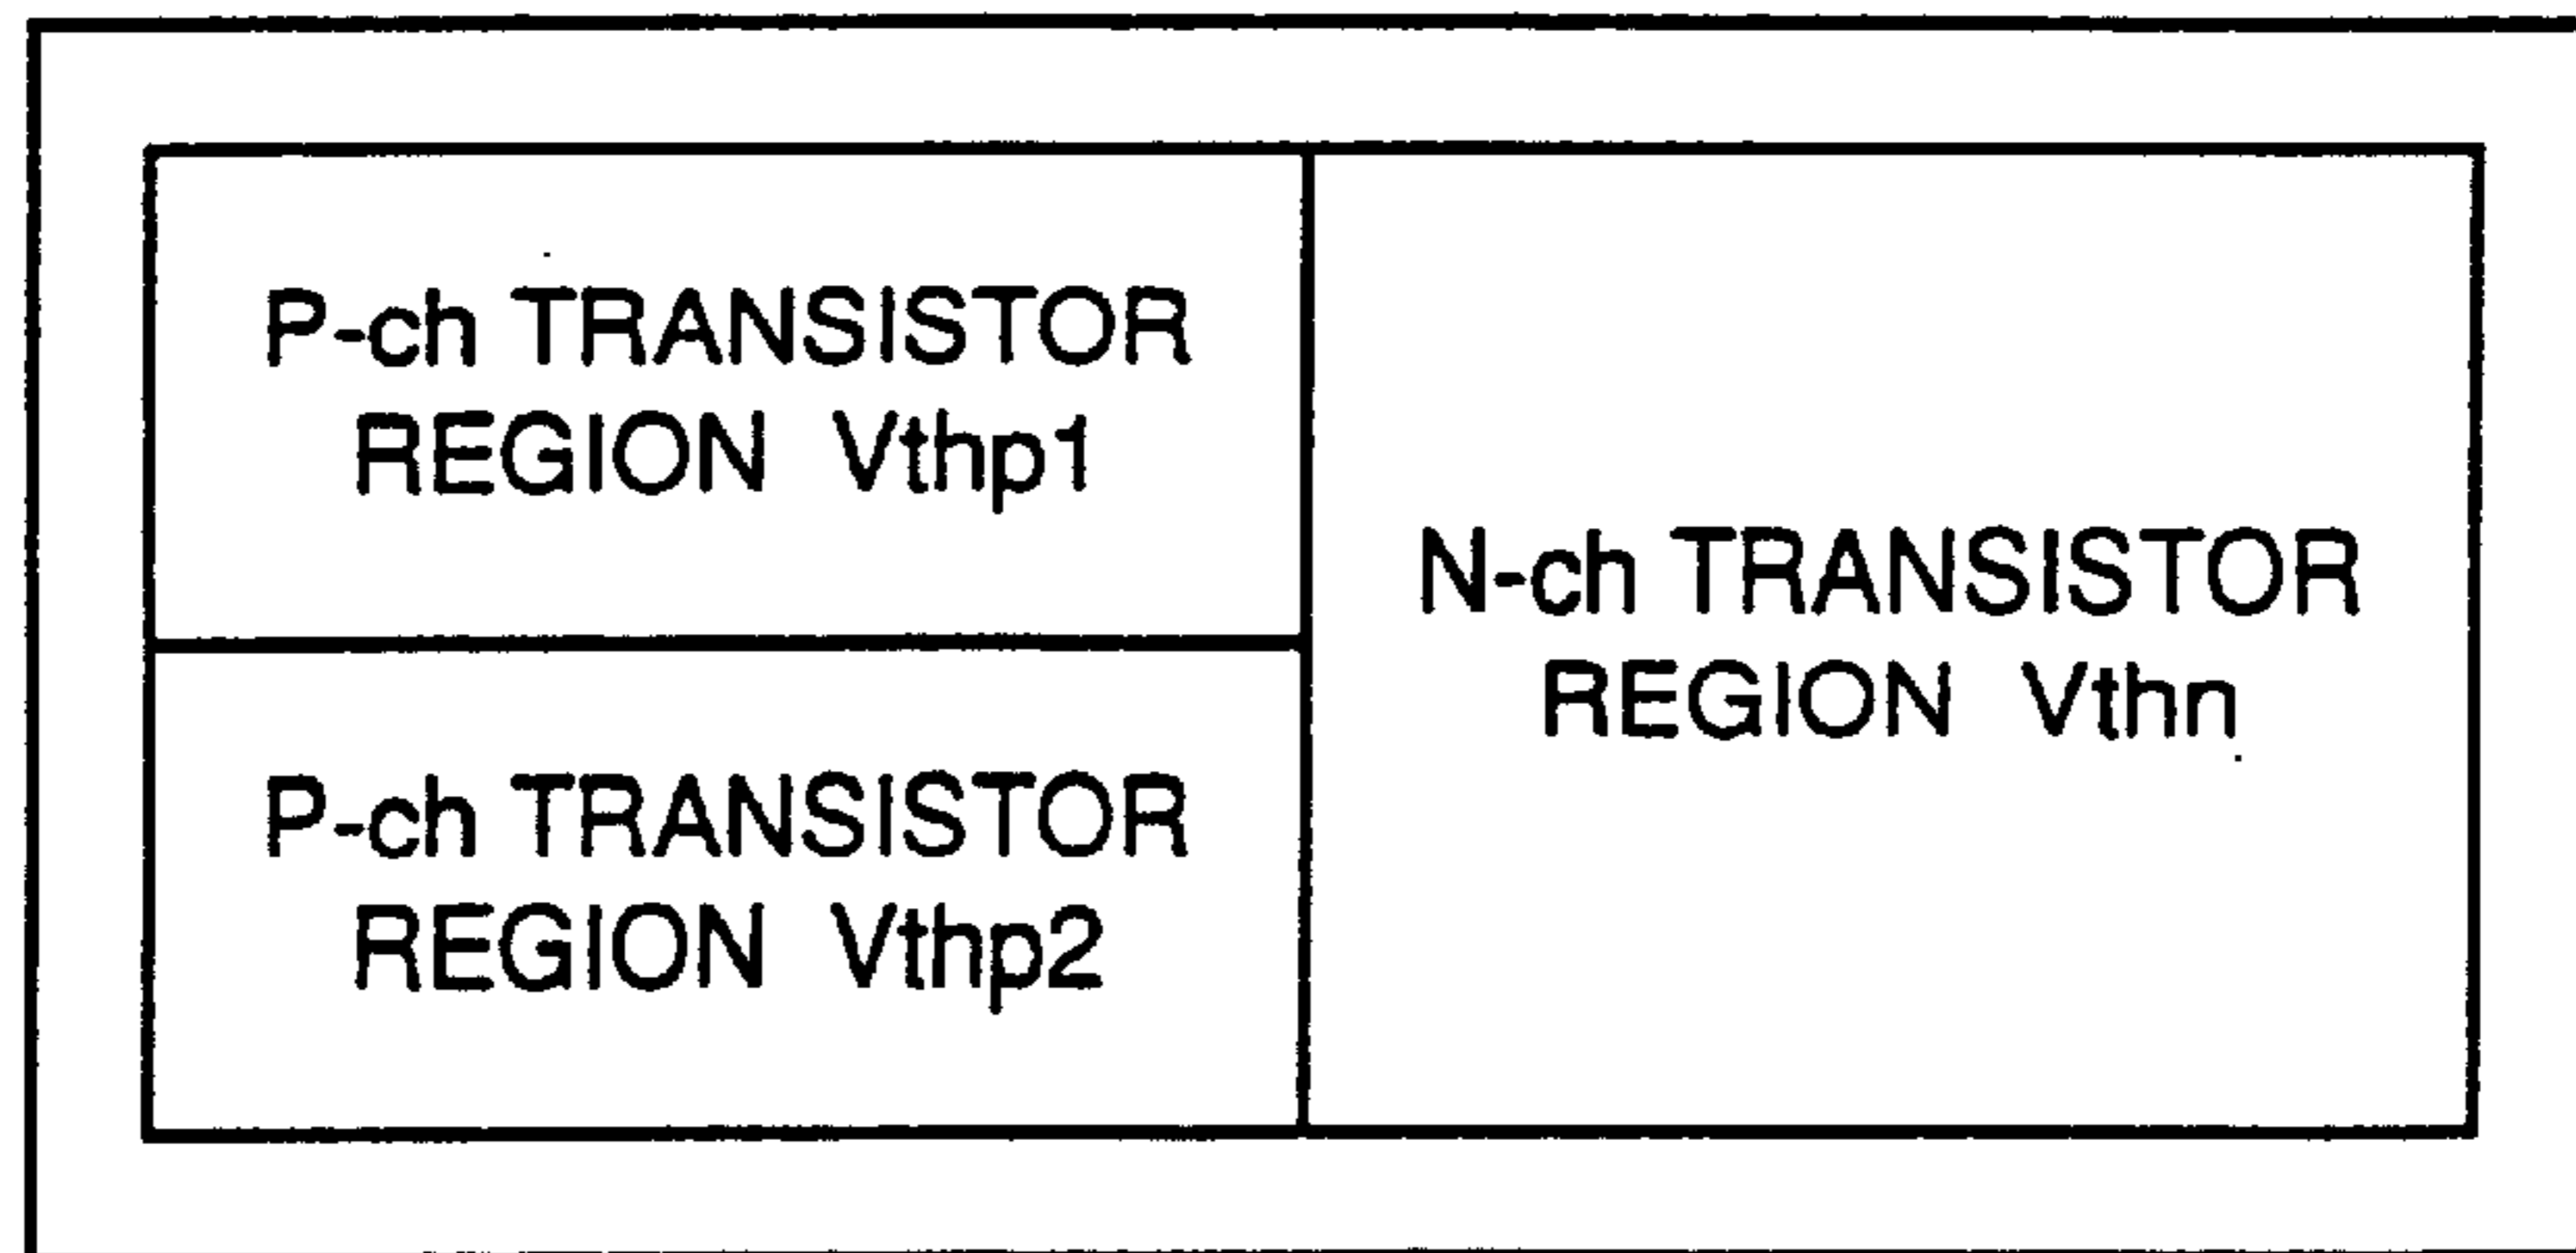 P-ch TRANSISTOR
REGION Vthp1
P-ch TRANSISTOR
REGION Vthp2
N-ch TRANSISTOR
REGION Vthn